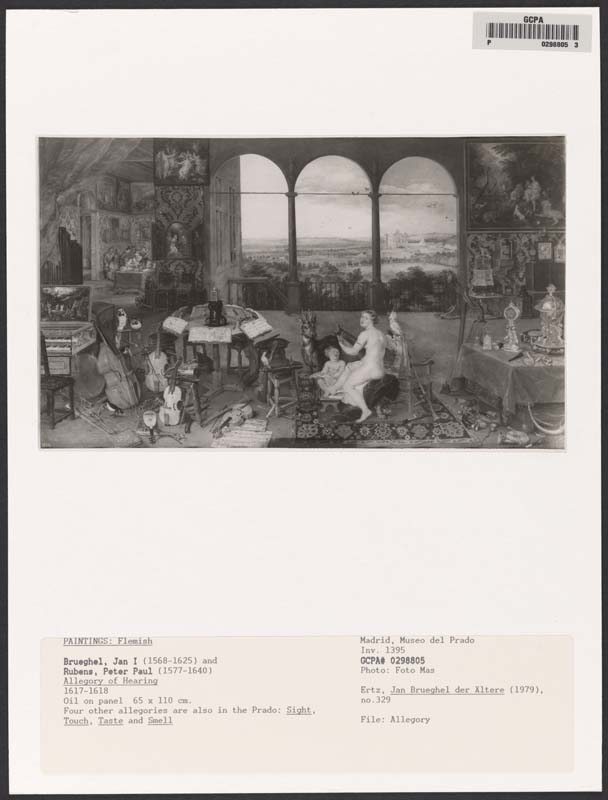 GCPA
P 0298805 3
PAINTINGS: Flemish
Brueghel, Jan I (1568-1625) and
Rubens, Peter Paul (1577-1640)
Allegory of Hearing
1617-1618
Oil on panel 65 x 110 cm.
Four other allegories are also in the Prado: Sight,
Touch, Taste and Smell
Madrid, Museo del Prado
Inv. 1395
GCPA# 0298805
Photo: Foto Mas
Ertz, Jan Brueghel der Altere (1979),
no.329
File: Allegory